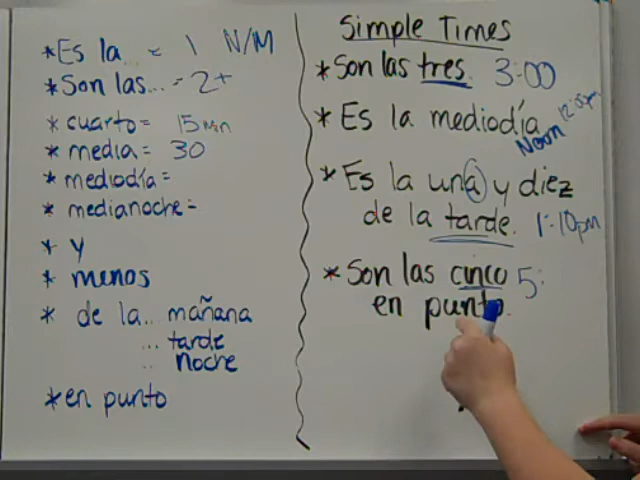 *Es la... = 1 N/M
*Son las... = 2+
*cuarto = 15 min
*media = 30
*mediodía =
*medianoche =
* y
* menos
* de la... mañana
... tarde
... noche
*en punto
Simple Times
*Son las tres. 3:00
*Es la mediodía
Noon 12:00pm
*Es la una y diez
de la tarde. 1:10pm
*Son las cinco 5:
en punto.